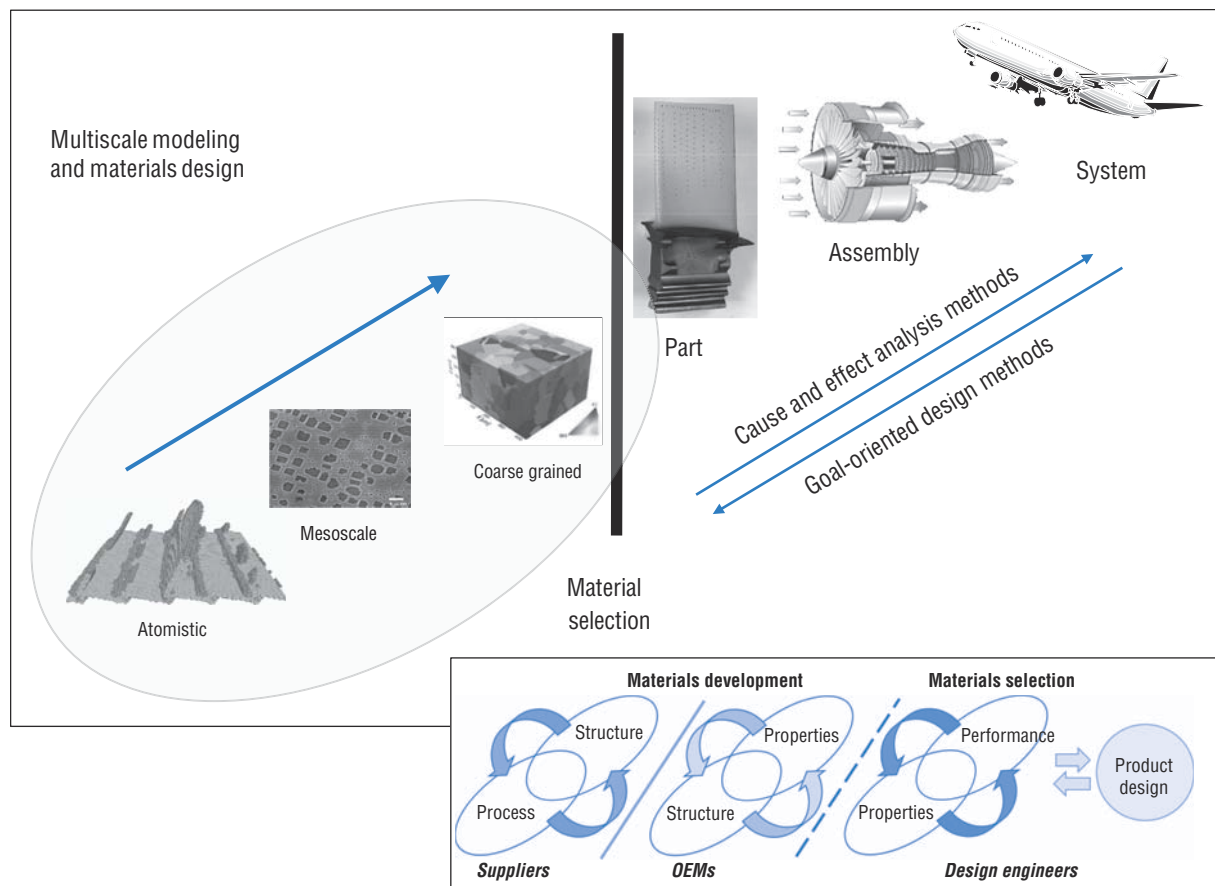 Multiscale modeling
and materials design
System
Assembly
Part
Cause and effect analysis methods
Goal-oriented design methods
Coarse grained
Mesoscale
Atomistic
Material
selection
Materials development
Materials selection
Structure
Process
Properties
Structure
Performance
Properties
Product
design
Suppliers
OEMs
Design engineers